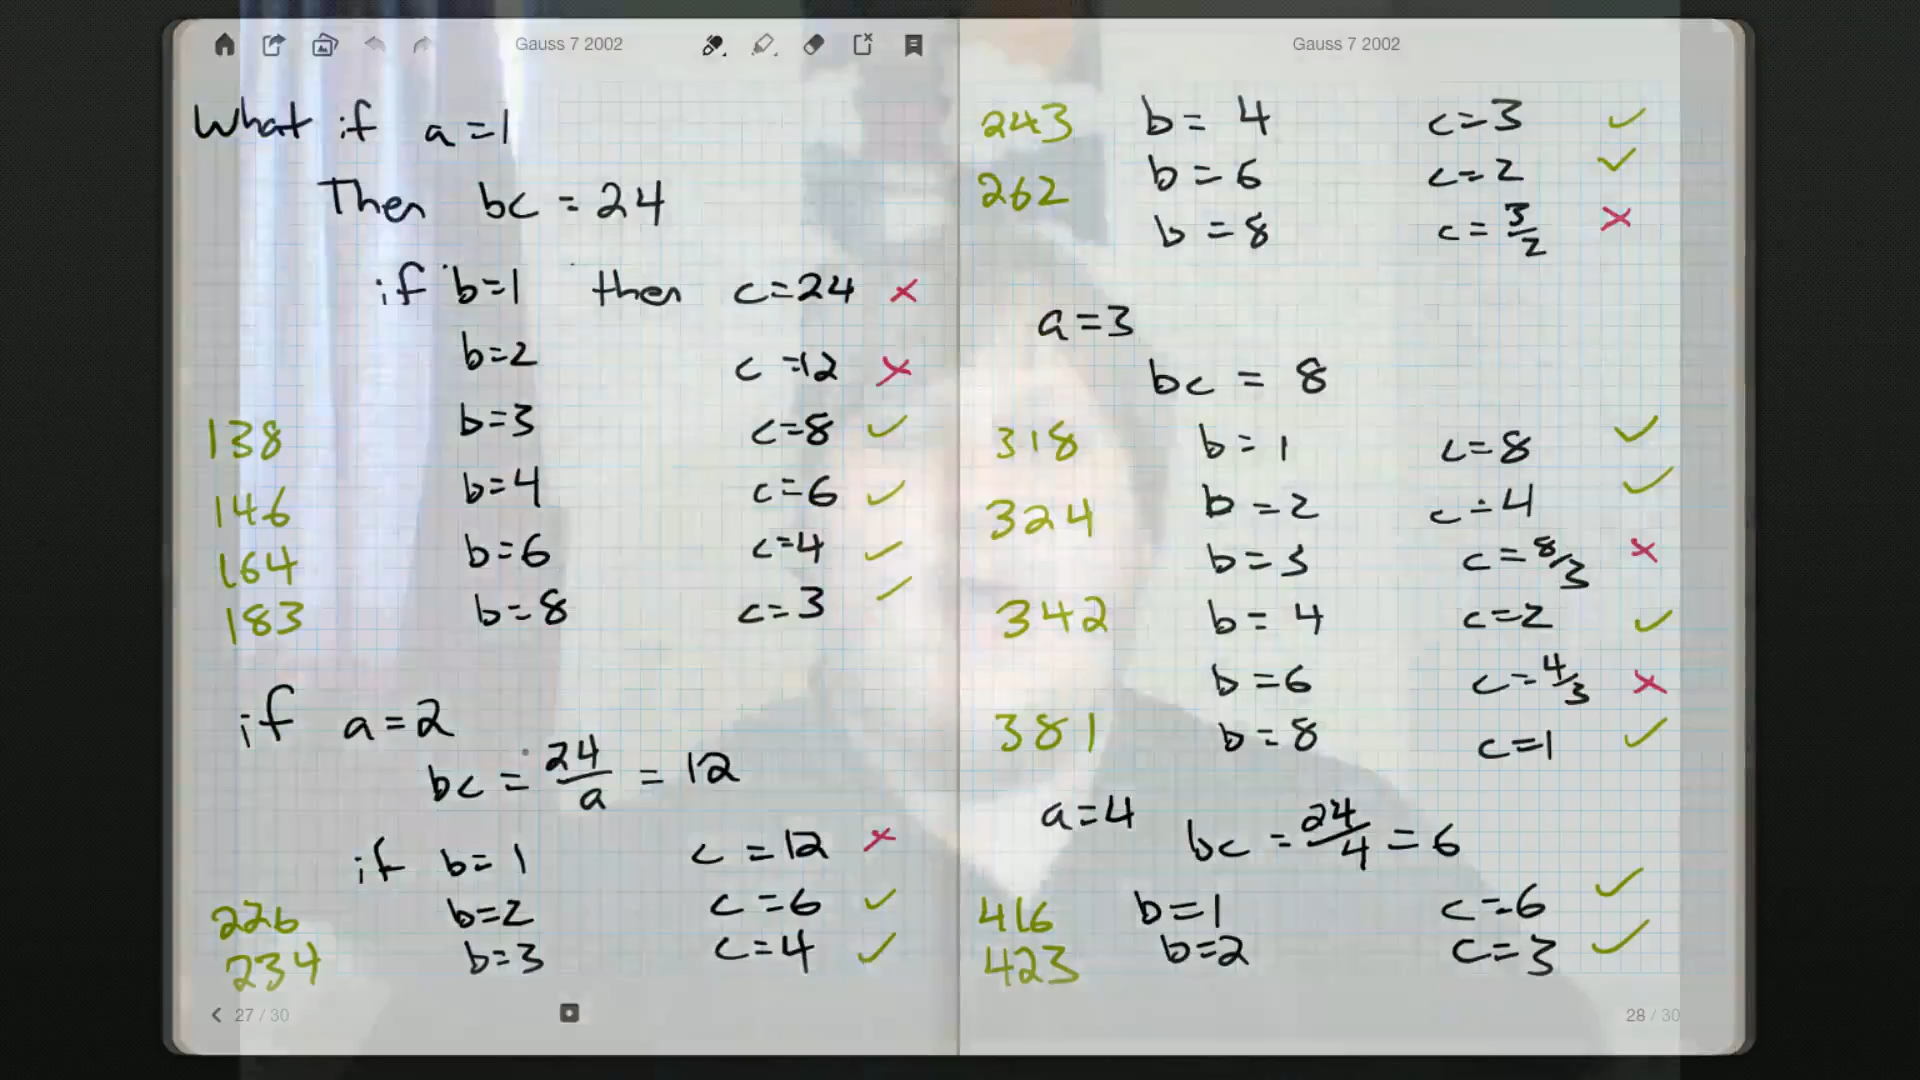 Gauss 7 2002
What if a=1
Then bc = 24
if b=1 then c=24 ×
b=2 c=12 ×
138 b=3 c=8 ✓
146 b=4 c=6 ✓
164 b=6 c=4 ✓
183 b=8 c=3 ✓
if a=2
bc = 24/a = 12
if b=1 c=12 ×
226 b=2 c=6 ✓
234 b=3 c=4 ✓
27 / 30
Gauss 7 2002
243 b=4 c=3 ✓
262 b=6 c=2 ✓
b=8 c=3/2 ×
a=3
bc = 8
318 b=1 c=8 ✓
324 b=2 c=4 ✓
b=3 c=8/3 ×
342 b=4 c=2 ✓
b=6 c=4/3 ×
381 b=8 c=1 ✓
a=4 bc = 24/4 = 6
416 b=1 c=6 ✓
423 b=2 c=3 ✓
28 / 30